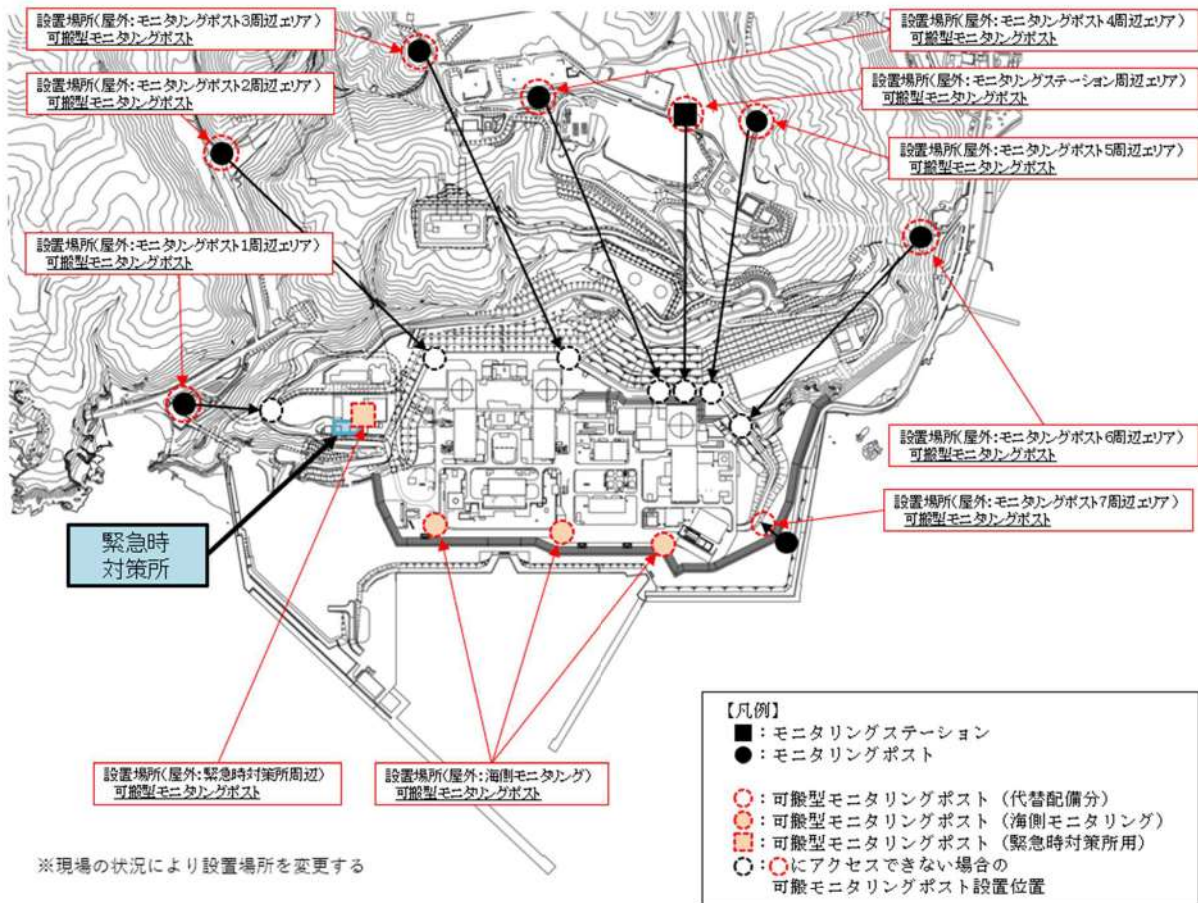 設置場所(屋外:モニタリングポスト3周辺エリア)
可搬型モニタリングポスト
設置場所(屋外:モニタリングポスト2周辺エリア)
可搬型モニタリングポスト
設置場所(屋外:モニタリングポスト1周辺エリア)
可搬型モニタリングポスト
設置場所(屋外:モニタリングポスト4周辺エリア)
可搬型モニタリングポスト
設置場所(屋外:モニタリングステーション周辺エリア)
可搬型モニタリングポスト
設置場所(屋外:モニタリングポスト5周辺エリア)
可搬型モニタリングポスト
設置場所(屋外:モニタリングポスト6周辺エリア)
可搬型モニタリングポスト
設置場所(屋外:モニタリングポスト7周辺エリア)
可搬型モニタリングポスト
緊急時
対策所
設置場所(屋外:緊急時対策所周辺)
可搬型モニタリングポスト
設置場所(屋外:海側モニタリング)
可搬型モニタリングポスト
※現場の状況により設置場所を変更する
【凡例】
:モニタリングステーション
:モニタリングポスト
:可搬型モニタリングポスト(代替配備分)
:可搬型モニタリングポスト(海側モニタリング)
:可搬型モニタリングポスト(緊急時対策所用)
:にアクセスできない場合の
可搬モニタリングポスト設置位置